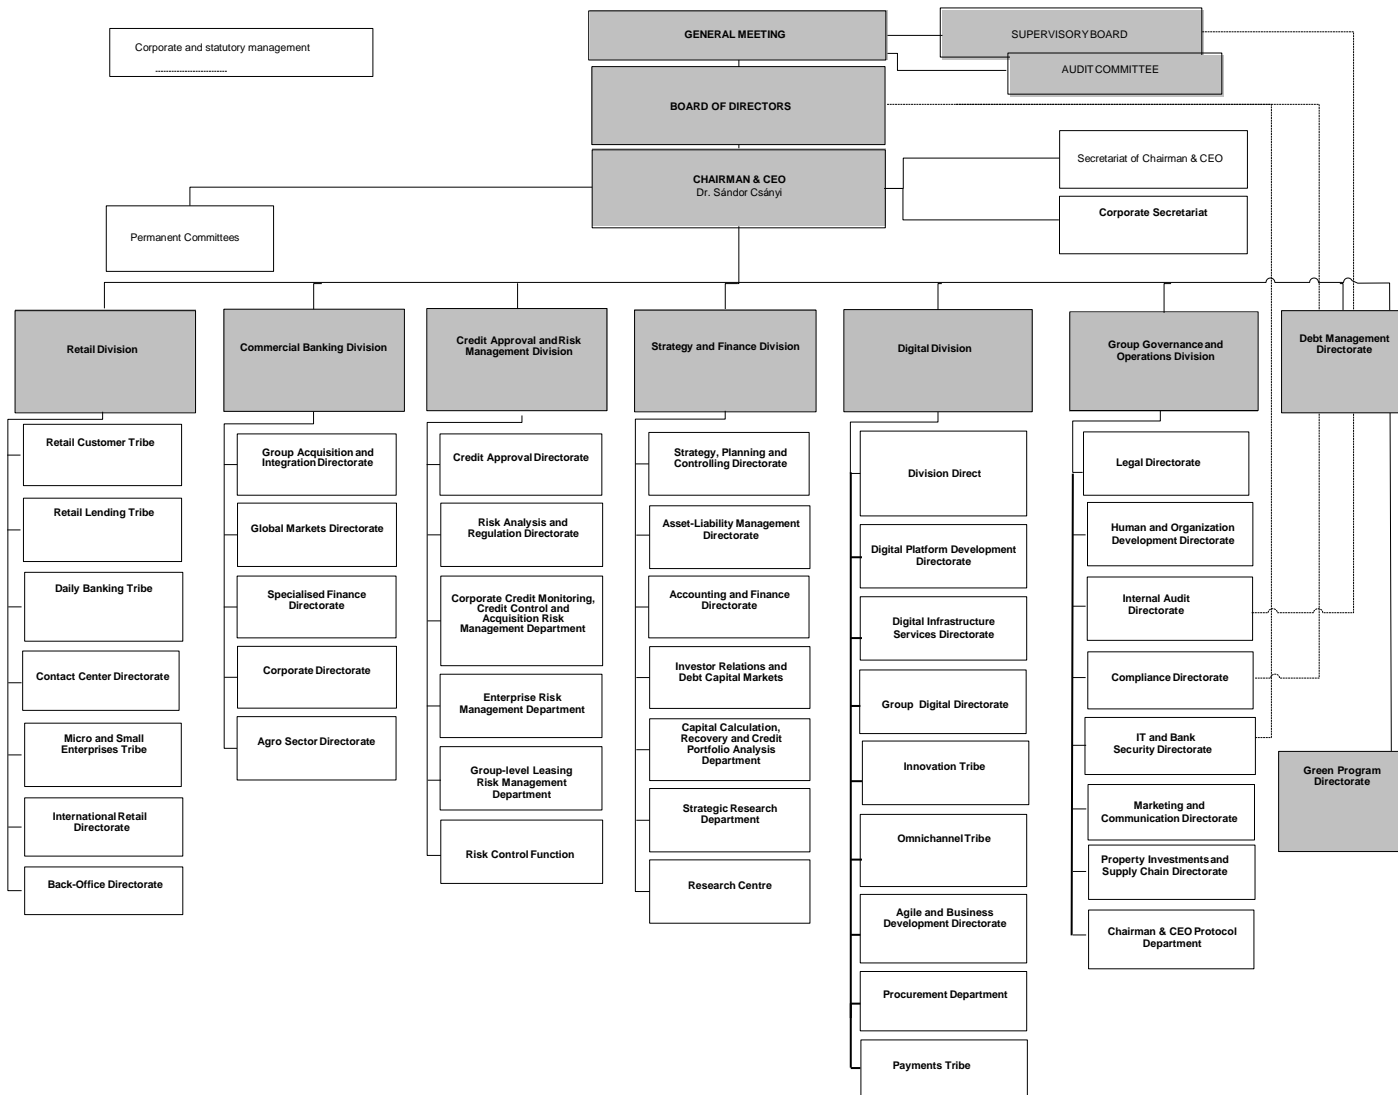 Corporate and statutory management
---------------------------
GENERAL MEETING
SUPERVISORY BOARD
AUDIT COMMITTEE
BOARD OF DIRECTORS
CHAIRMAN & CEO
Dr. Sándor Csányi
Secretariat of Chairman & CEO
Corporate Secretariat
Permanent Committees
Retail Division
Retail Customer Tribe
Retail Lending Tribe
Daily Banking Tribe
Contact Center Directorate
Micro and Small
Enterprises Tribe
International Retail
Directorate
Back-Office Directorate
Commercial Banking Division
Group Acquisition and
Integration Directorate
Global Markets Directorate
Specialised Finance
Directorate
Corporate Directorate
Agro Sector Directorate
Credit Approval and Risk
Management Division
Credit Approval Directorate
Risk Analysis and
Regulation Directorate
Corporate Credit Monitoring,
Credit Control and
Acquisition Risk
Management Department
Enterprise Risk
Management Department
Group-level Leasing
Risk Management
Department
Risk Control Function
Strategy and Finance Division
Strategy, Planning and
Controlling Directorate
Asset-Liability Management
Directorate
Accounting and Finance
Directorate
Investor Relations and
Debt Capital Markets
Capital Calculation,
Recovery and Credit
Portfolio Analysis
Department
Strategic Research
Department
Research Centre
Digital Division
Division Direct
Digital Platform Development
Directorate
Digital Infrastructure
Services Directorate
Group Digital Directorate
Innovation Tribe
Omnichannel Tribe
Agile and Business
Development Directorate
Procurement Department
Payments Tribe
Group Governance and
Operations Division
Legal Directorate
Human and Organization
Development Directorate
Internal Audit
Directorate
Compliance Directorate
IT and Bank
Security Directorate
Marketing and
Communication Directorate
Property Investments and
Supply Chain Directorate
Chairman & CEO Protocol
Department
Debt Management
Directorate
Green Program
Directorate